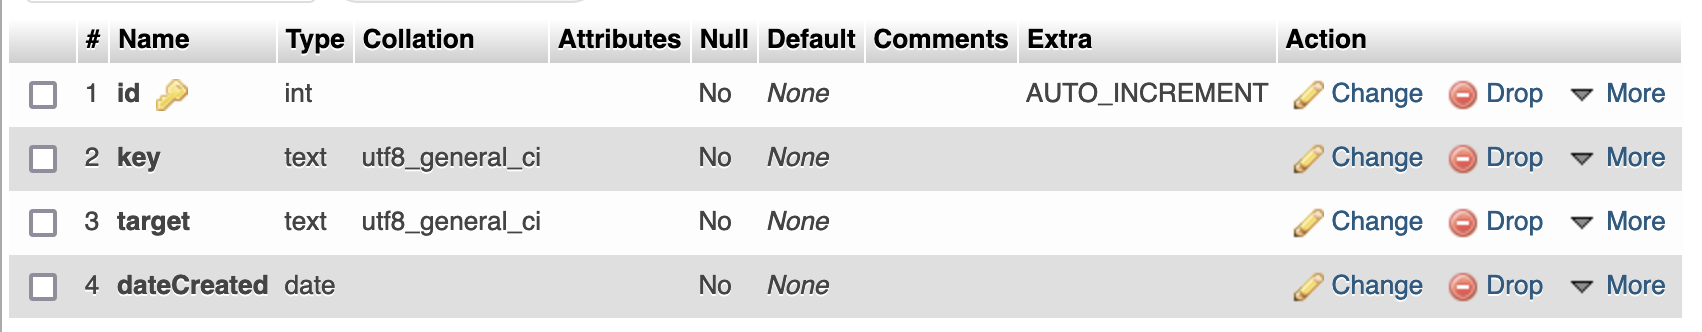 # Name Type Collation Attributes Null Default Comments Extra Action
1 id int No None AUTO_INCREMENT Change Drop More
2 key text utf8_general_ci No None Change Drop More
3 target text utf8_general_ci No None Change Drop More
4 dateCreated date No None Change Drop More